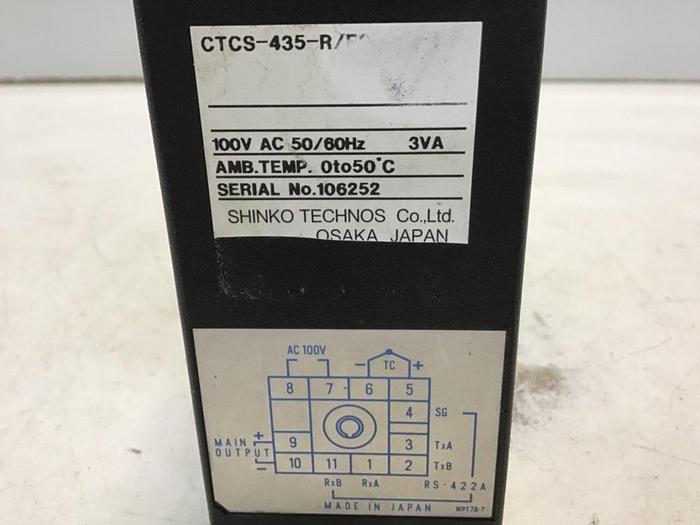 CTCS-435-R/
100V AC 50/60Hz 3VA
AMB.TEMP. 0to50°C
SERIAL No.106252
SHINKO TECHNOS Co.,Ltd.
OSAKA JAPAN
AC 100V
− TC +
8 7 6 5
4 SG
MAIN OUTPUT + − 9 3 TxA
10 11 1 2 TxB
RxB RxA RS-422A
MADE IN JAPAN WP178-7